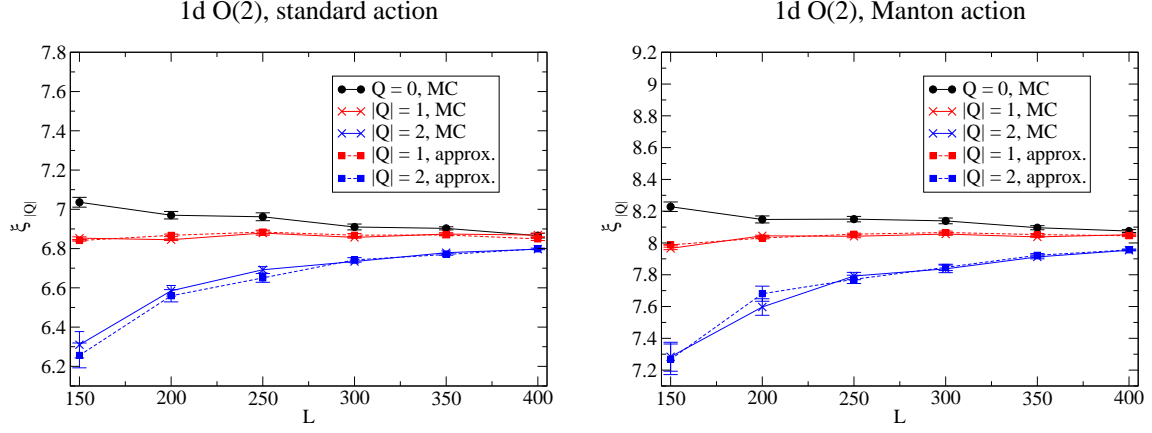 1d O(2), standard action
7.8
7.6
7.4
7.2
7
6.8
6.6
6.4
6.2
ξ |Q|
Q = 0, MC
|Q| = 1, MC
|Q| = 2, MC
|Q| = 1, approx.
|Q| = 2, approx.
150 200 250 300 350 400
L
1d O(2), Manton action
9.2
9
8.8
8.6
8.4
8.2
8
7.8
7.6
7.4
7.2
ξ |Q|
Q = 0, MC
|Q| = 1, MC
|Q| = 2, MC
|Q| = 1, approx.
|Q| = 2, approx.
150 200 250 300 350 400
L